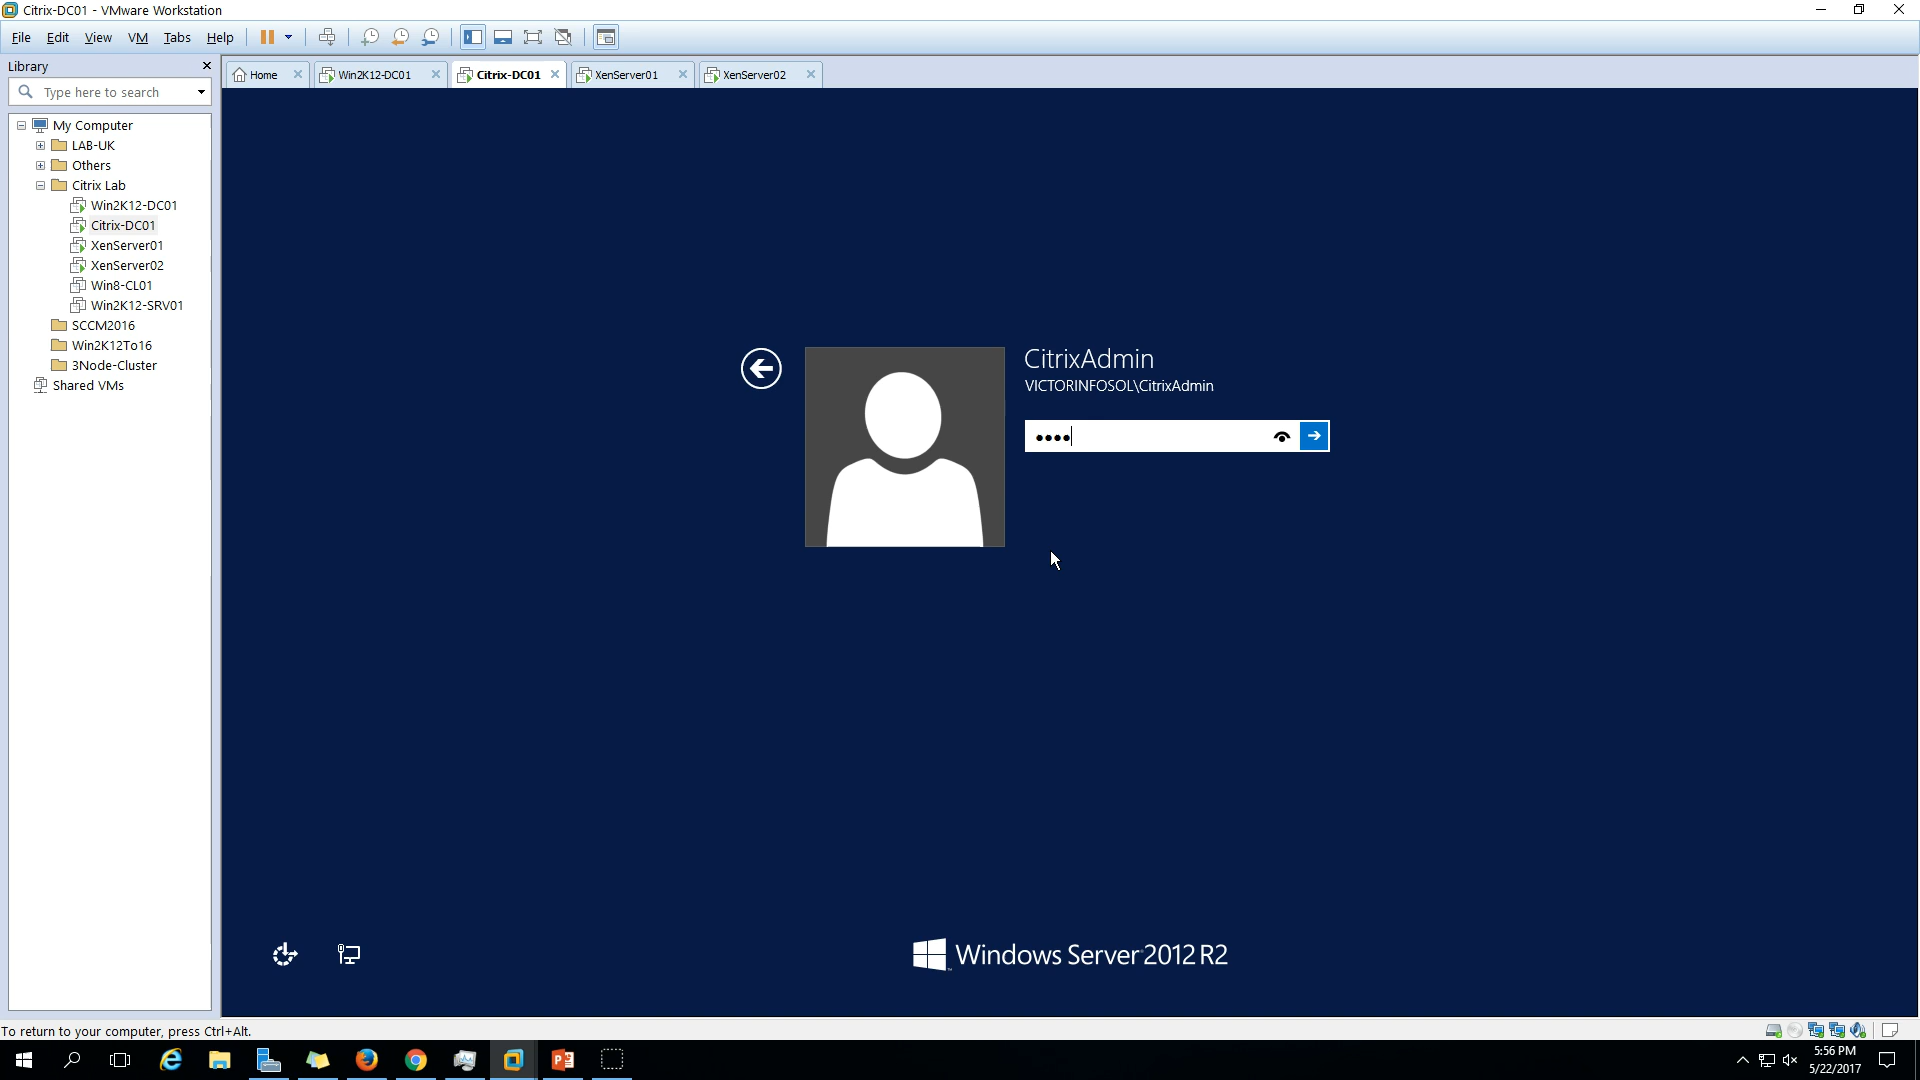 Citrix-DC01 - VMware Workstation
File Edit View VM Tabs Help
Library
Type here to search
Home Win2K12-DC01 Citrix-DC01 XenServer01 XenServer02
My Computer
LAB-UK
Others
Citrix Lab
Win2K12-DC01
Citrix-DC01
XenServer01
XenServer02
Win8-CL01
Win2K12-SRV01
SCCM2016
Win2K12To16
3Node-Cluster
Shared VMs
CitrixAdmin
VICTORINFOSOL\CitrixAdmin
Windows Server 2012 R2
To return to your computer, press Ctrl+Alt.
5:56 PM
5/22/2017